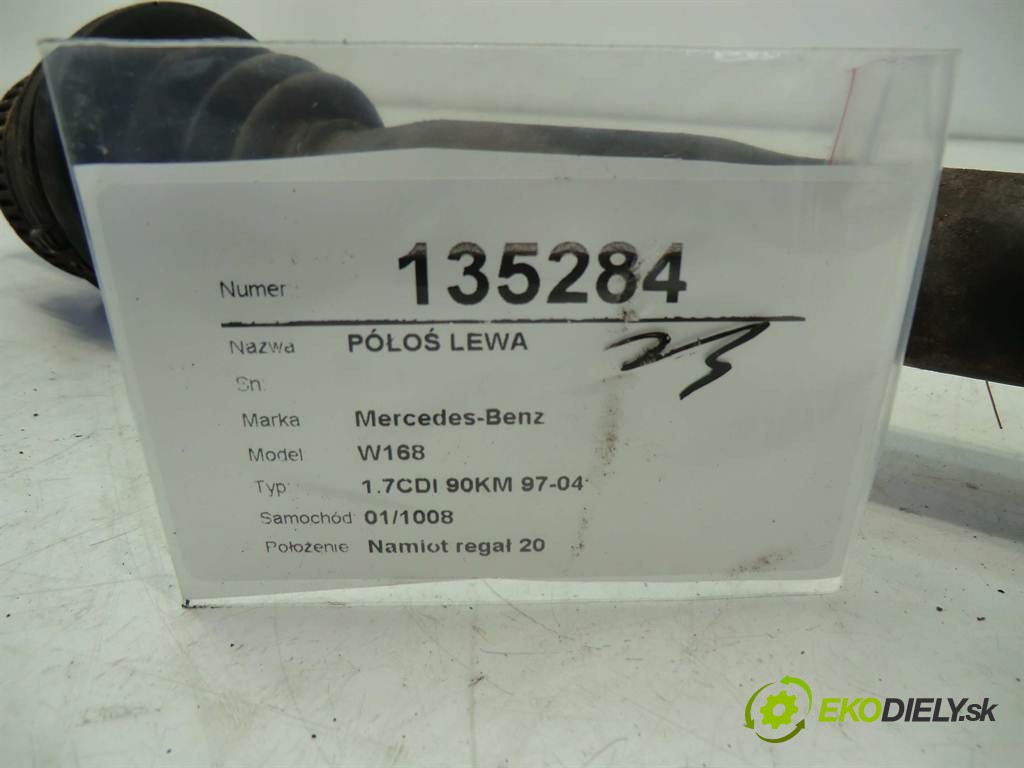 Numer 135284
Nazwa PÓŁOŚ LEWA
Sn:
Marka Mercedes-Benz
Model W168
Typ 1.7CDI 90KM 97-04
Samochód 01/1008
Położenie Namiot regał 20
EKODIELY.sk